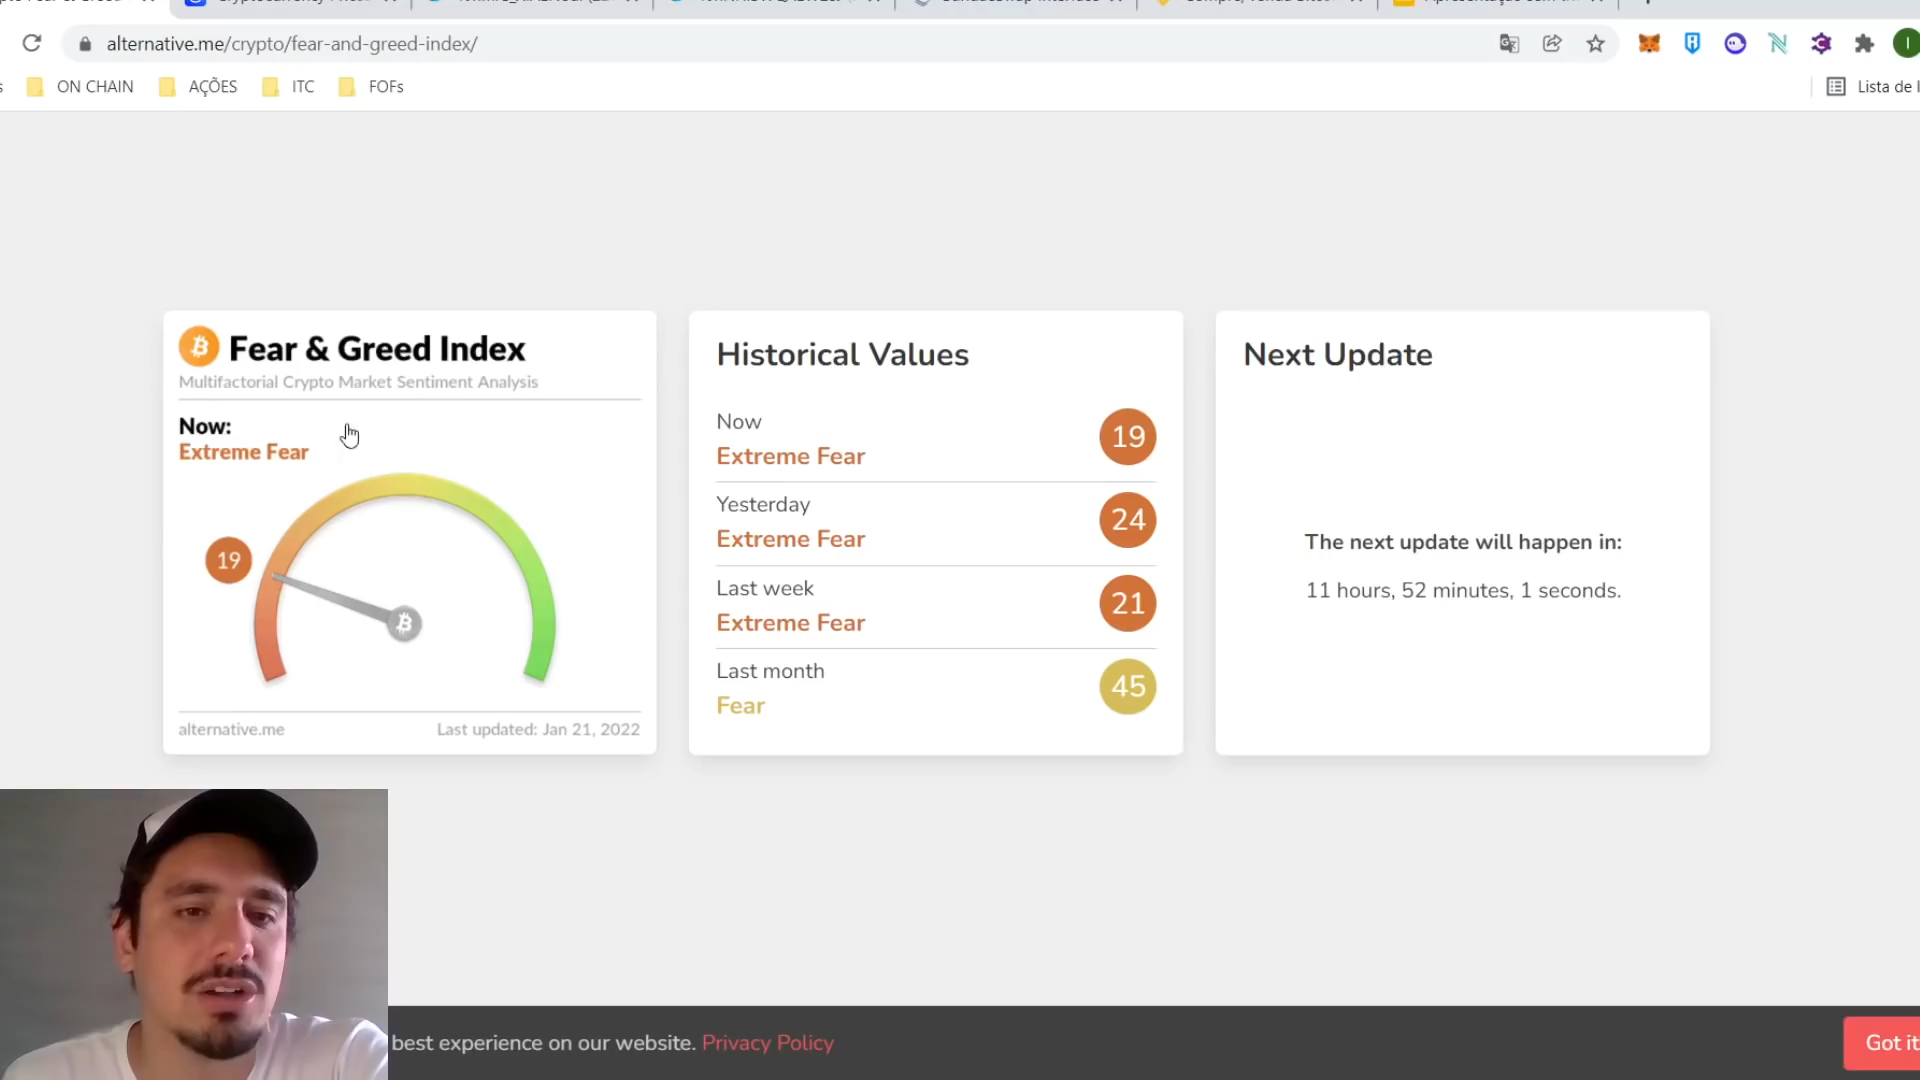 alternative.me/crypto/fear-and-greed-index/
ON CHAIN
AÇÕES
ITC
FOFs
Lista de
Fear & Greed Index
Multifactorial Crypto Market Sentiment Analysis
Now:
Extreme Fear
19
alternative.me
Last updated: Jan 21, 2022
Historical Values
Now
Extreme Fear
19
Yesterday
Extreme Fear
24
Last week
Extreme Fear
21
Last month
Fear
45
Next Update
The next update will happen in:
11 hours, 52 minutes, 1 seconds.
best experience on our website. Privacy Policy
Got it